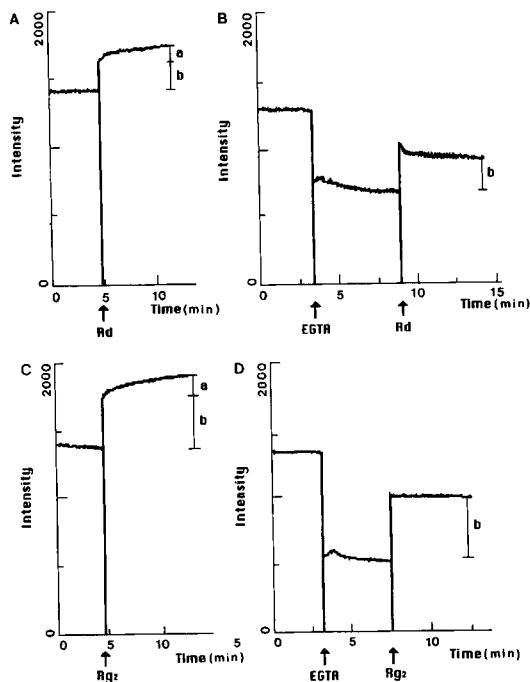 A
2000
Intensity
0
a
b
0 5 10
Time(min)
Rd
B
2000
Intensity
0
b
0 5 10 15
Time(min)
EGTA Rd
C
2000
Intensity
0
a
b
0 5 10 5
Time(min)
Rg₂
D
2000
Intensity
0
b
0 5 10
Time(min)
EGTA Rg₂